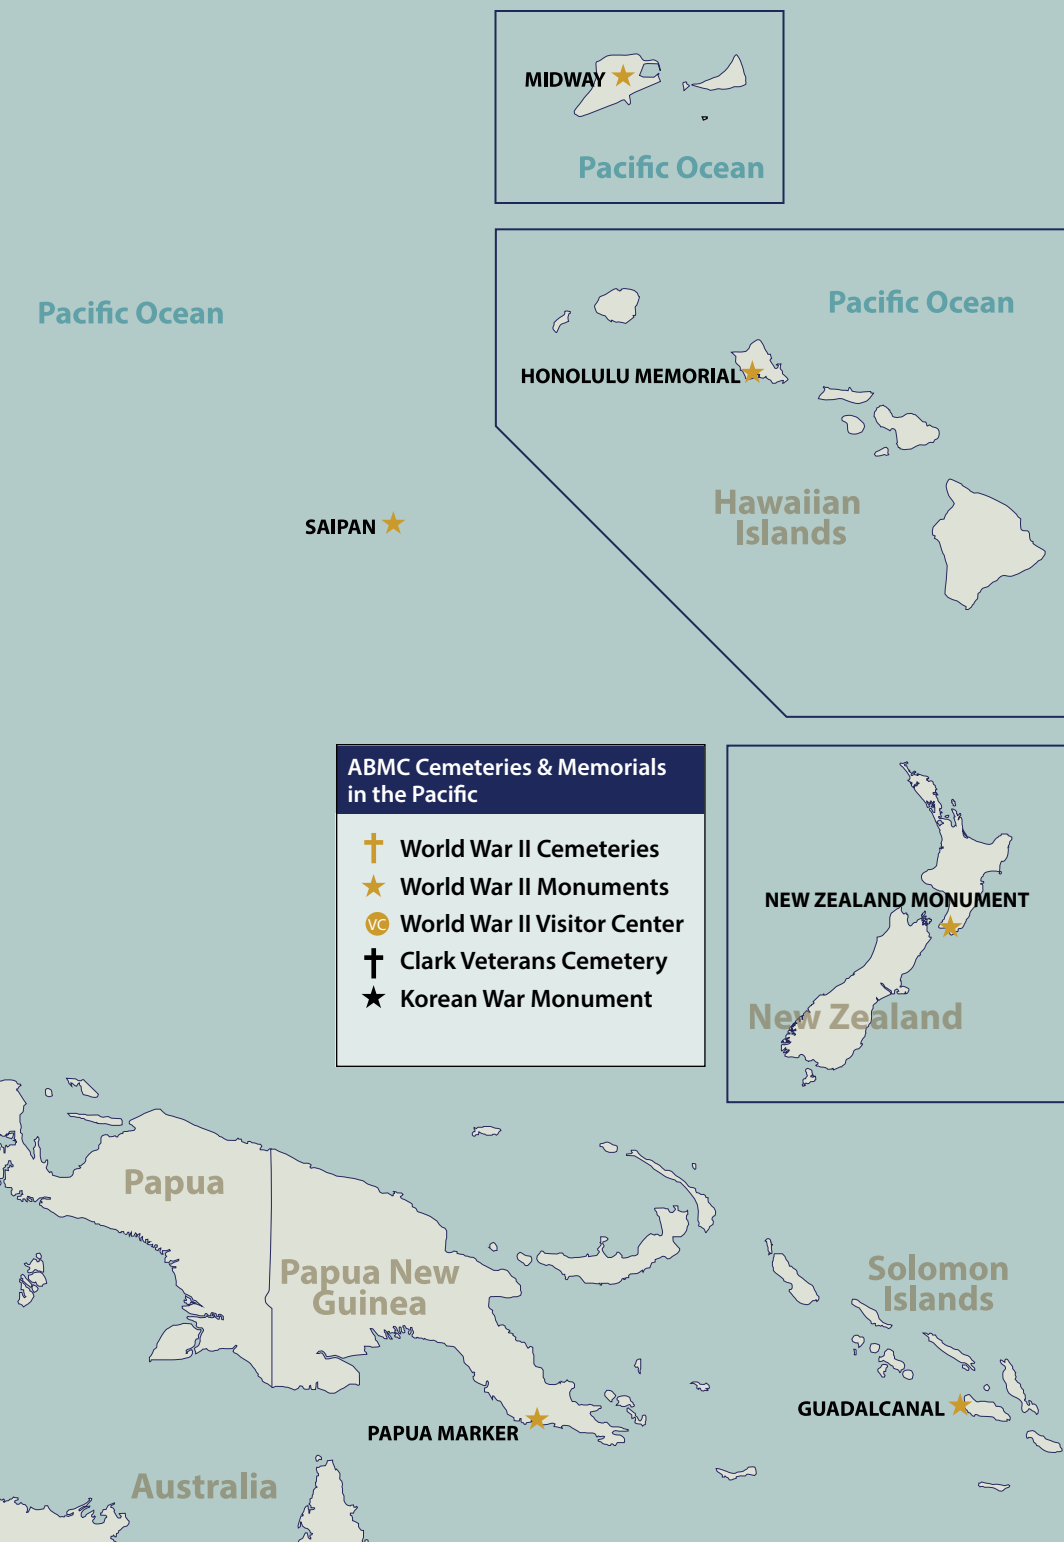 MIDWAY
Pacific Ocean
Pacific Ocean
Pacific Ocean
HONOLULU MEMORIAL
Hawaiian
Islands
SAIPAN
ABMC Cemeteries & Memorials
in the Pacific
World War II Cemeteries
World War II Monuments
VC World War II Visitor Center
Clark Veterans Cemetery
Korean War Monument
NEW ZEALAND MONUMENT
New Zealand
Papua
Papua New
Guinea
Solomon
Islands
GUADALCANAL
PAPUA MARKER
Australia